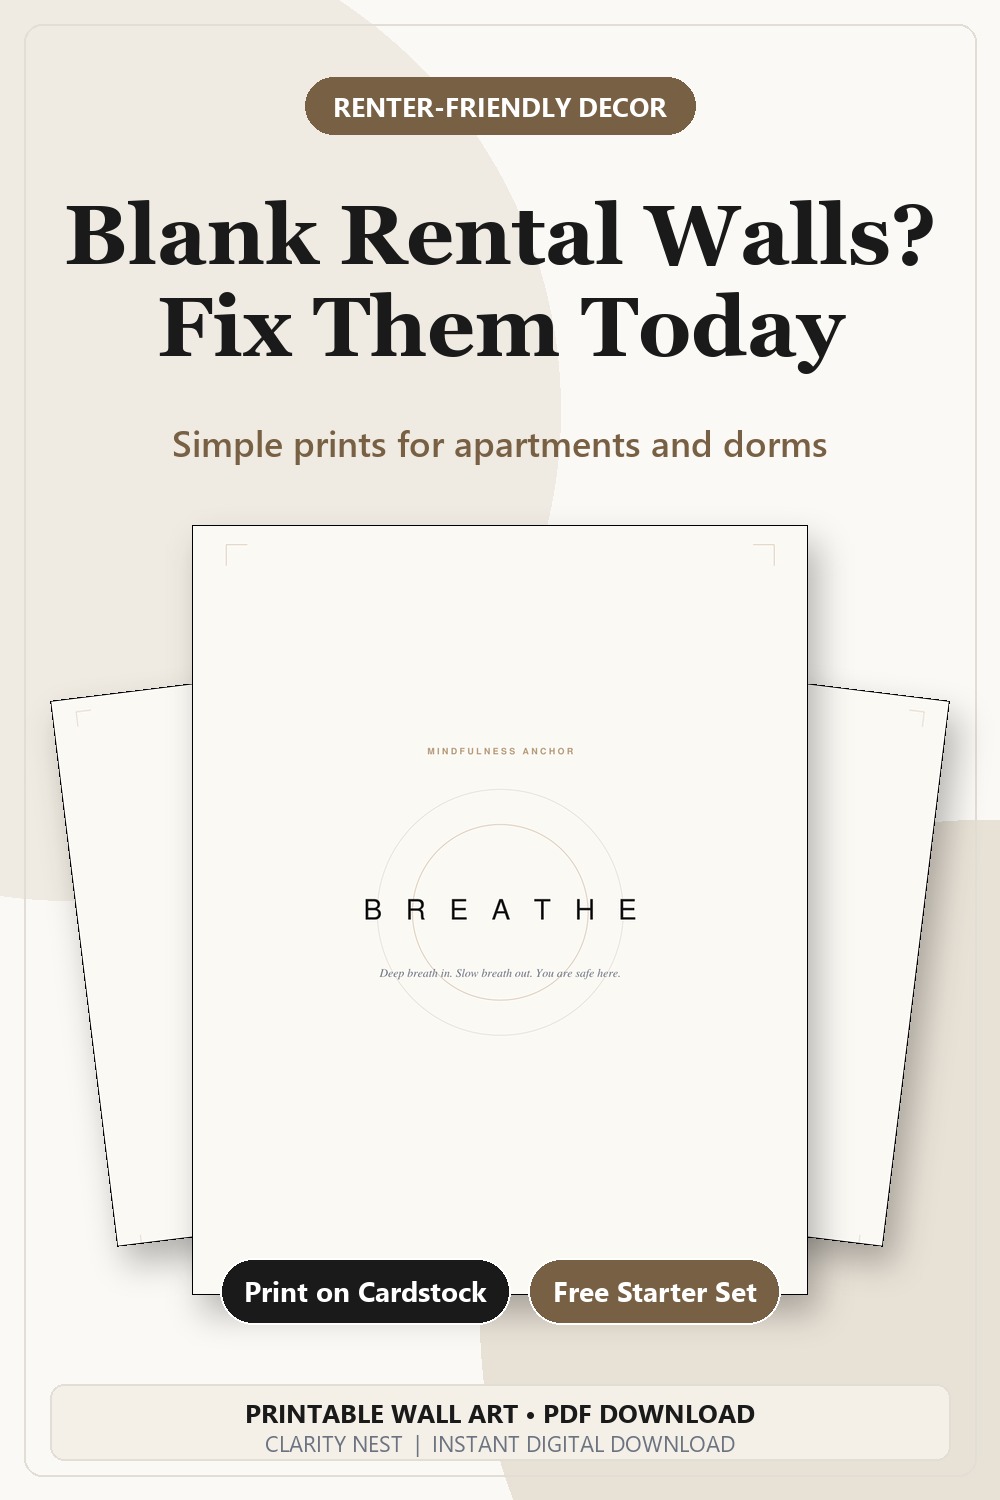 RENTER-FRIENDLY DECOR
Blank Rental Walls?
Fix Them Today
Simple prints for apartments and dorms
MINDFULNESS ANCHOR
BREATHE
Deep breath in. Slow breath out. You are safe here.
Print on Cardstock
Free Starter Set
PRINTABLE WALL ART • PDF DOWNLOAD
CLARITY NEST | INSTANT DIGITAL DOWNLOAD